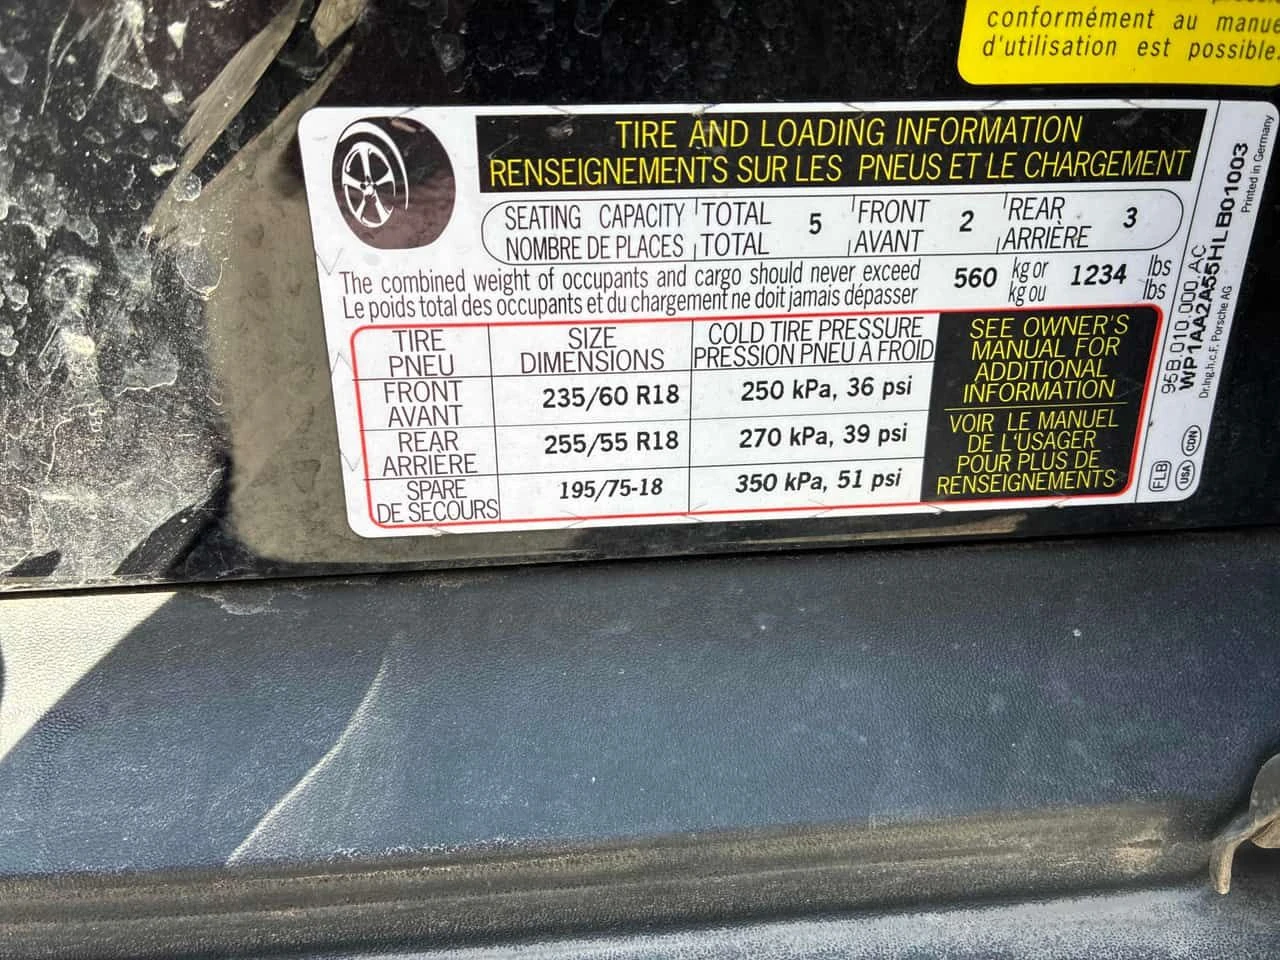 conformément au manue
d'utilisation est possible.
TIRE AND LOADING INFORMATION
RENSEIGNEMENTS SUR LES PNEUS ET LE CHARGEMENT
SEATING CAPACITY TOTAL 5 FRONT 2 REAR 3
NOMBRE DE PLACES TOTAL AVANT ARRIÈRE
The combined weight of occupants and cargo should never exceed 560 kg or 1234 lbs
Le poids total des occupants et du chargement ne doit jamais dépasser kg ou lbs
TIRE SIZE COLD TIRE PRESSURE
PNEU DIMENSIONS PRESSION PNEU A FROID
FRONT 235/60 R18 250 kPa, 36 psi
AVANT
REAR 255/55 R18 270 kPa, 39 psi
ARRIÈRE
SPARE 195/75-18 350 kPa, 51 psi
DE SECOURS
SEE OWNER'S
MANUAL FOR
ADDITIONAL
INFORMATION
VOIR LE MANUEL
DE L'USAGER
POUR PLUS DE
RENSEIGNEMENTS
95B.010.000.AC
WP1AA2A55HLB01003
Dr.Ing.h.c.F. Porsche AG
Printed in Germany
FLB USA CDN